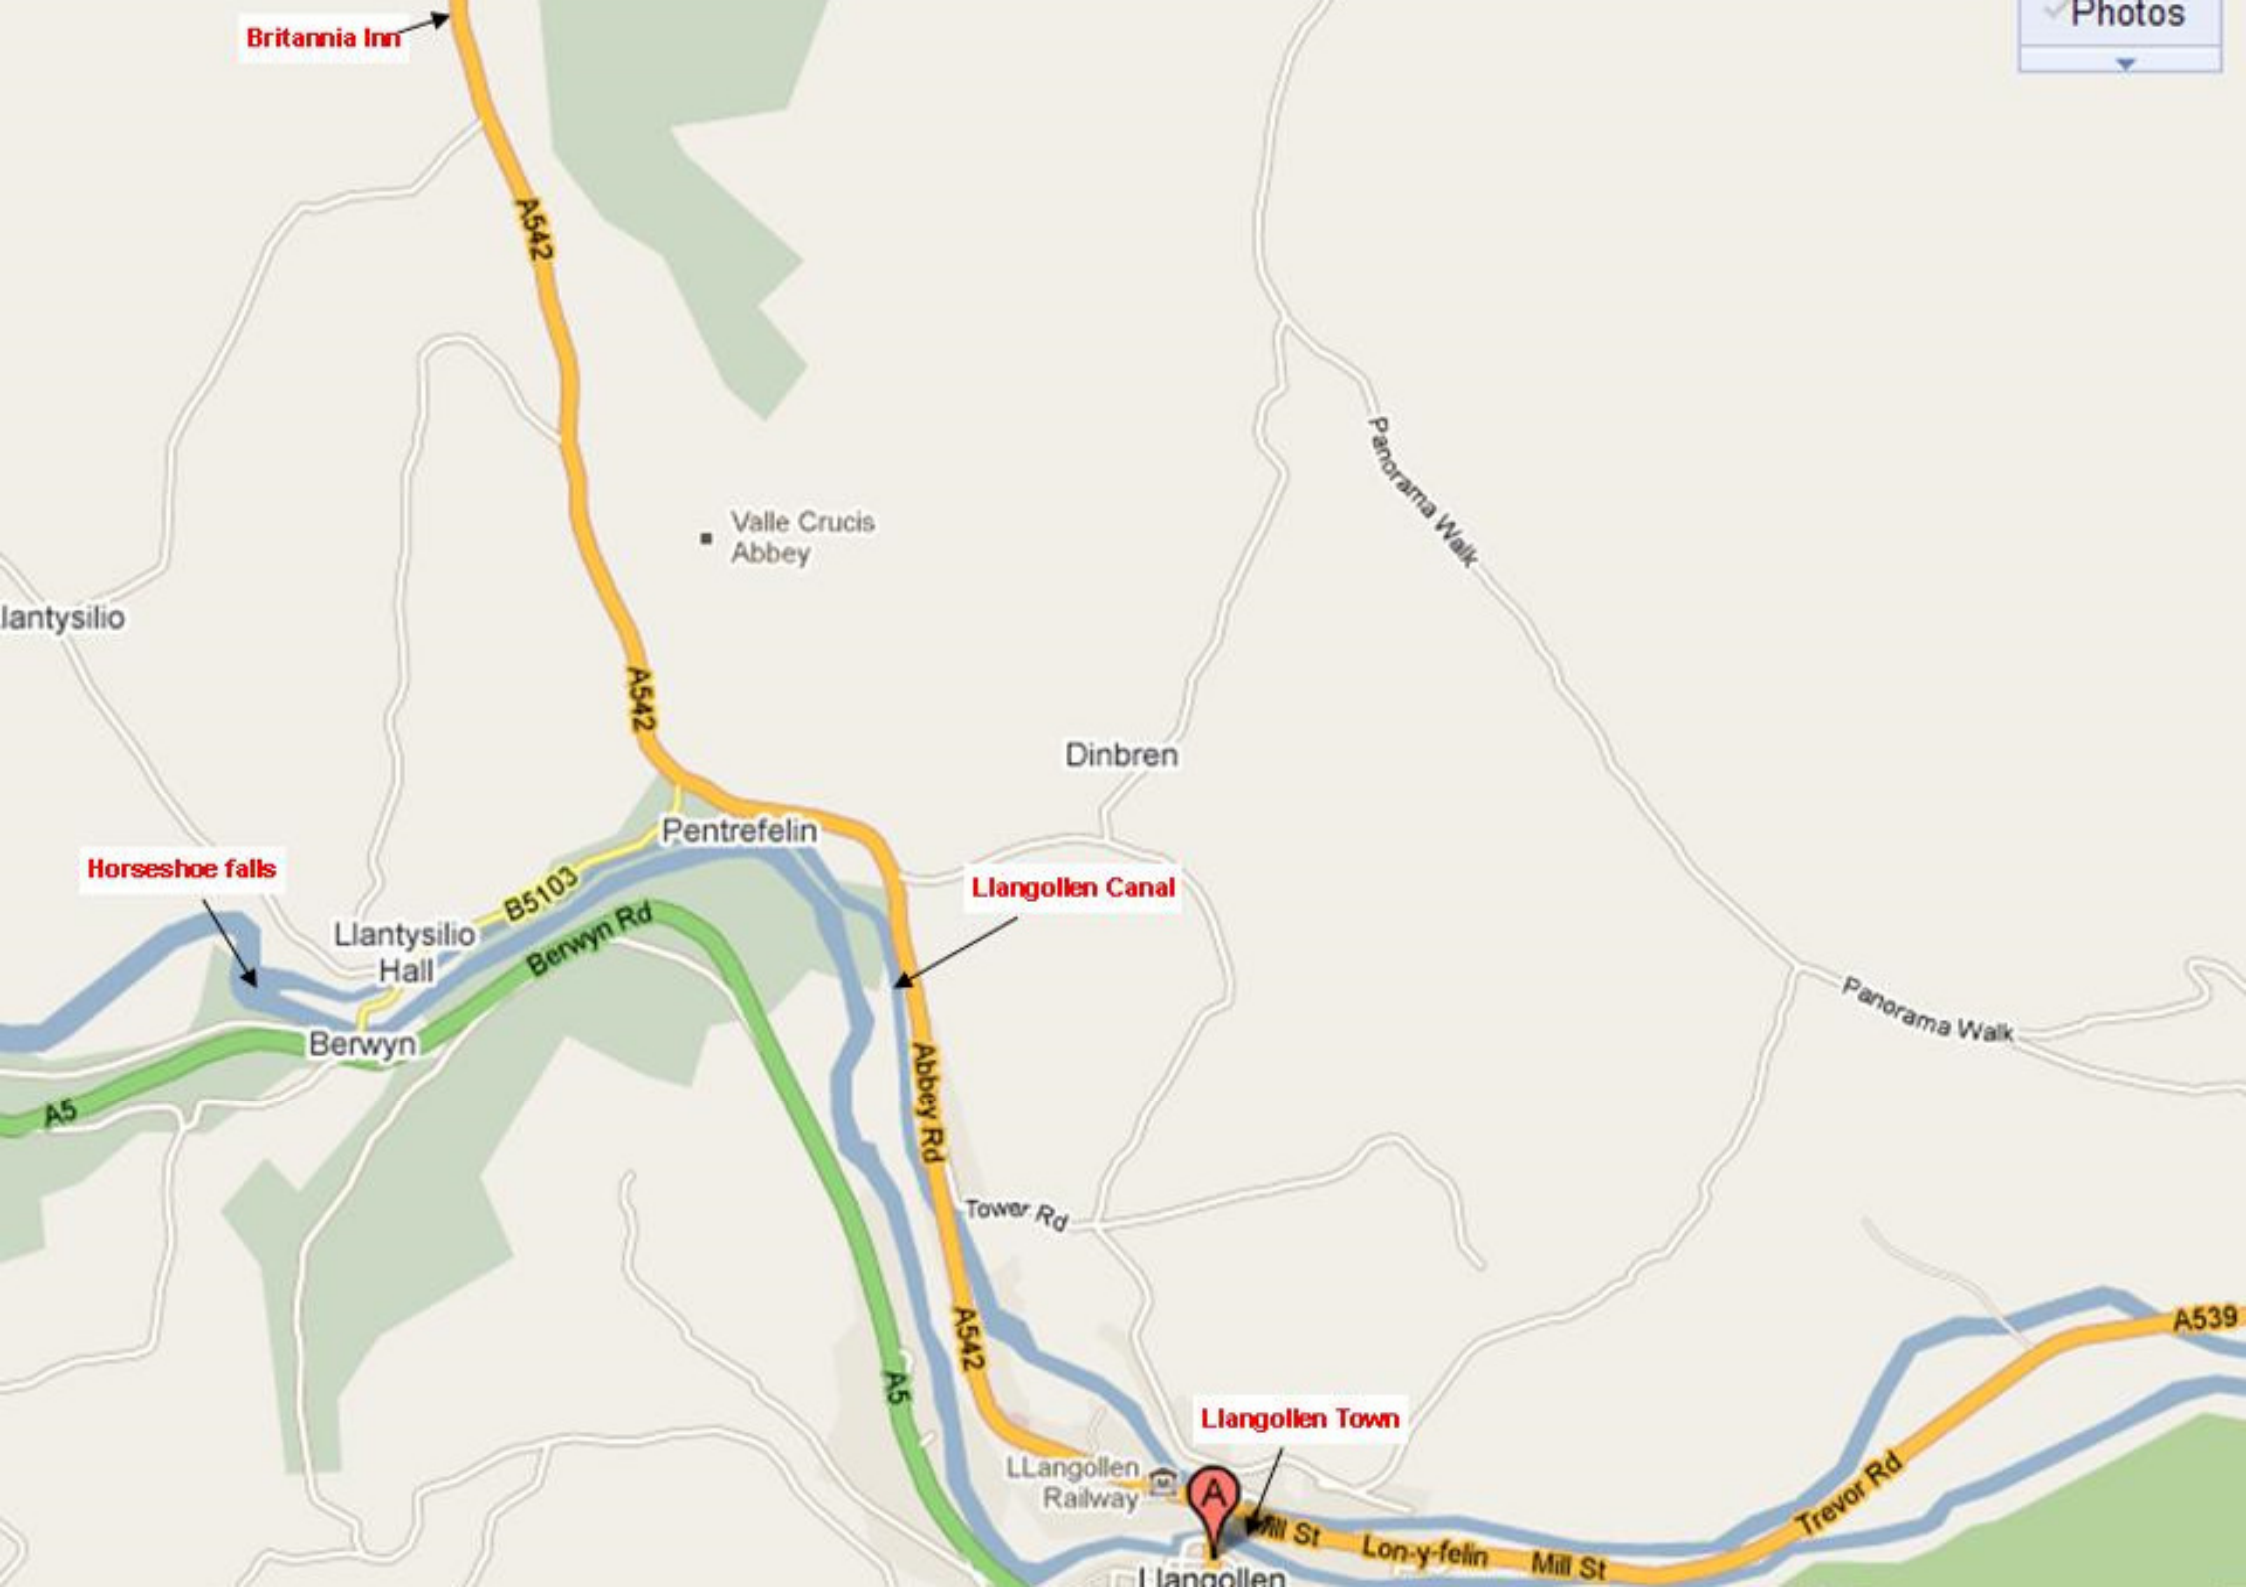 Photos
Britannia Inn
A542
Panorama Walk
Valle Crucis
Abbey
lantysilio
A542
Dinbren
Pentrefelin
Horseshoe falls
B5103
Llangollen Canal
Berwyn Rd
Llantysilio
Hall
Panorama Walk
Berwyn
Abbey Rd
A5
Tower Rd
A539
A542
A5
Llangollen Town
LLangollen
Railway
A
Trevor Rd
Mill St
Lon-y-felin
Mill St
Llangollen